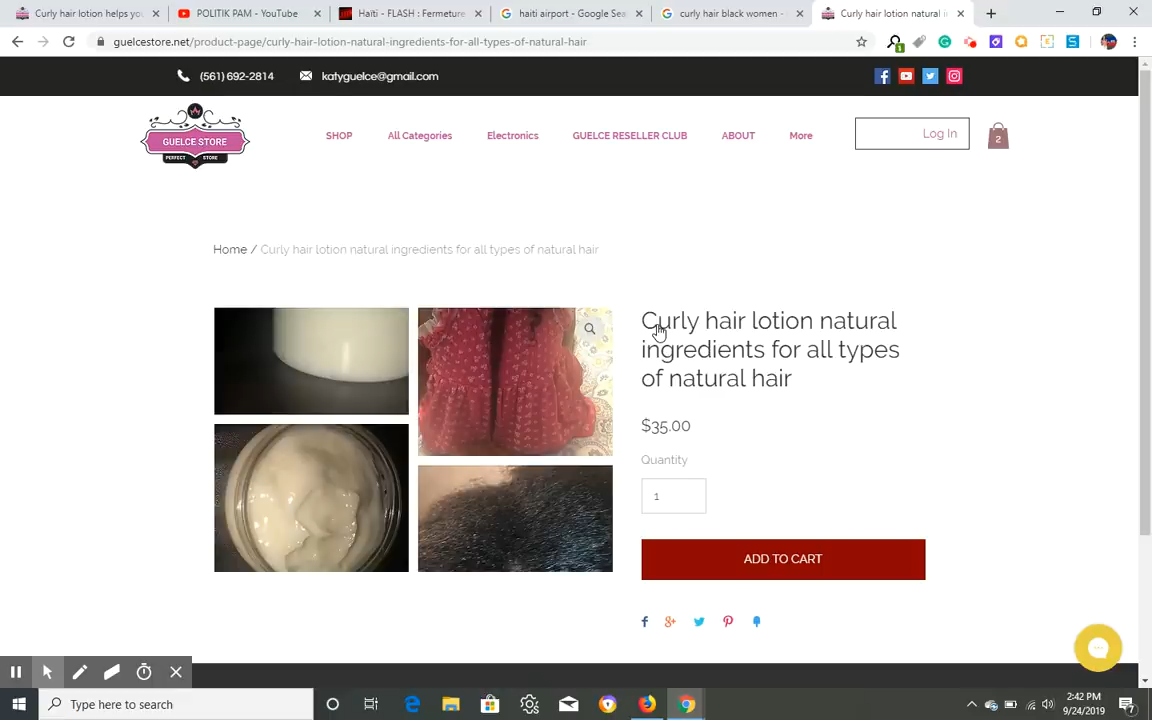 Curly hair lotion helps you
POLITIK PAM - YouTube
Haïti - FLASH : Fermeture
haiti airport - Google Sea
curly hair black women -
Curly hair lotion natural i
guelcestore.net/product-page/curly-hair-lotion-natural-ingredients-for-all-types-of-natural-hair
(561) 692-2814
katyguelce@gmail.com
GUELCE STORE
PERFECT STORE
SHOP
All Categories
Electronics
GUELCE RESELLER CLUB
ABOUT
More
Log In
2
Home / Curly hair lotion natural ingredients for all types of natural hair
Curly hair lotion natural
ingredients for all types
of natural hair
$35.00
Quantity
1
ADD TO CART
Type here to search
2:42 PM
9/24/2019
7